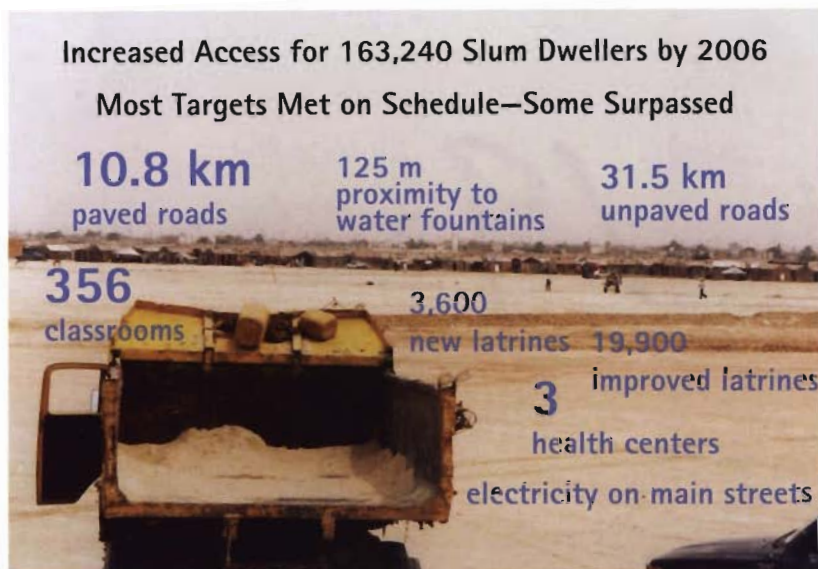 Increased Access for 163,240 Slum Dwellers by 2006
Most Targets Met on Schedule—Some Surpassed
10.8 km
paved roads
125 m
proximity to
water fountains
31.5 km
unpaved roads
356
classrooms
3,600
new latrines
19,900
improved latrines
3
health centers
electricity on main streets